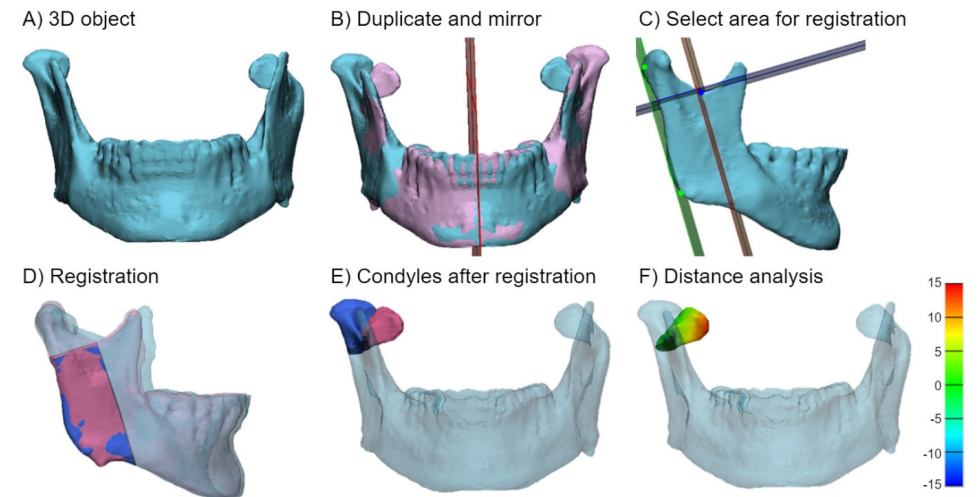 A) 3D object
B) Duplicate and mirror
C) Select area for registration
D) Registration
E) Condyles after registration
F) Distance analysis
15
10
5
0
-5
-10
-15